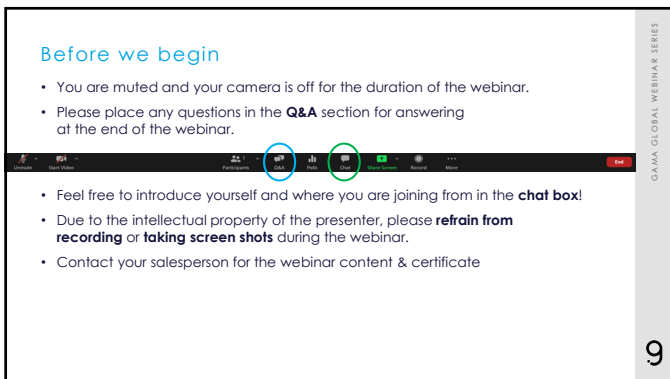 Before we begin
• You are muted and your camera is off for the duration of the webinar.
• Please place any questions in the Q&A section for answering
at the end of the webinar.
Unmute Start Video Participants 1 Q&A Polls Chat Share Screen Record More End
• Feel free to introduce yourself and where you are joining from in the chat box!
• Due to the intellectual property of the presenter, please refrain from
recording or taking screen shots during the webinar.
• Contact your salesperson for the webinar content & certificate
GAMA GLOBAL WEBINAR SERIES